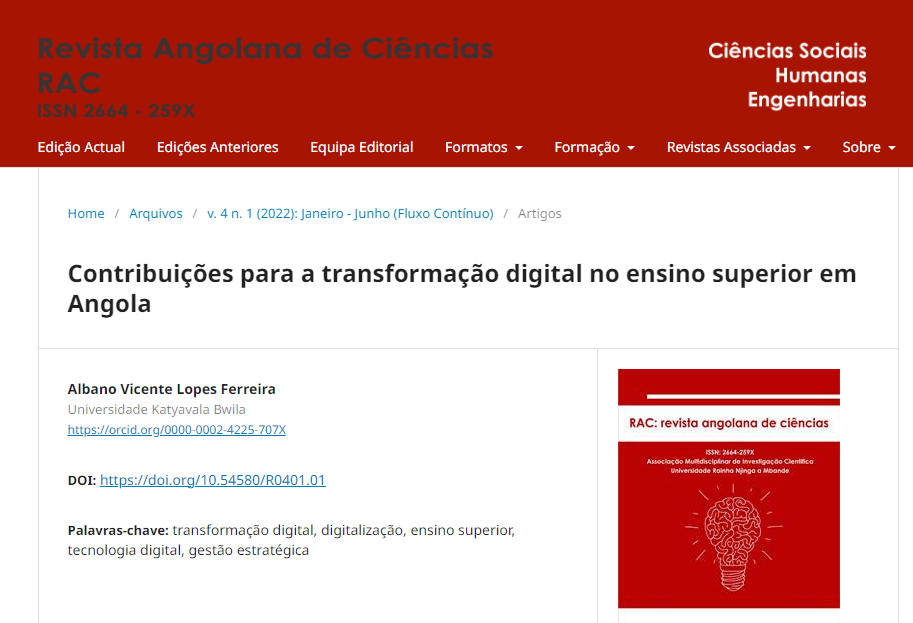 Revista Angolana de Ciências
RAC
ISSN 2664 - 259X
Ciências Sociais
Humanas
Engenharias
Edição Actual Edições Anteriores Equipa Editorial Formatos Formação Revistas Associadas Sobre
Home / Arquivos / v. 4 n. 1 (2022): Janeiro - Junho (Fluxo Contínuo) / Artigos
Contribuições para a transformação digital no ensino superior em
Angola
Albano Vicente Lopes Ferreira
Universidade Katyavala Bwila
https://orcid.org/0000-0002-4225-707X
DOI: https://doi.org/10.54580/R0401.01
Palavras-chave: transformação digital, digitalização, ensino superior,
tecnologia digital, gestão estratégica
RAC: revista angolana de ciências
ISSN: 2664-259X
Associação Multidisciplinar de Investigação Científica
Universidade Rainha Njinga a Mbande